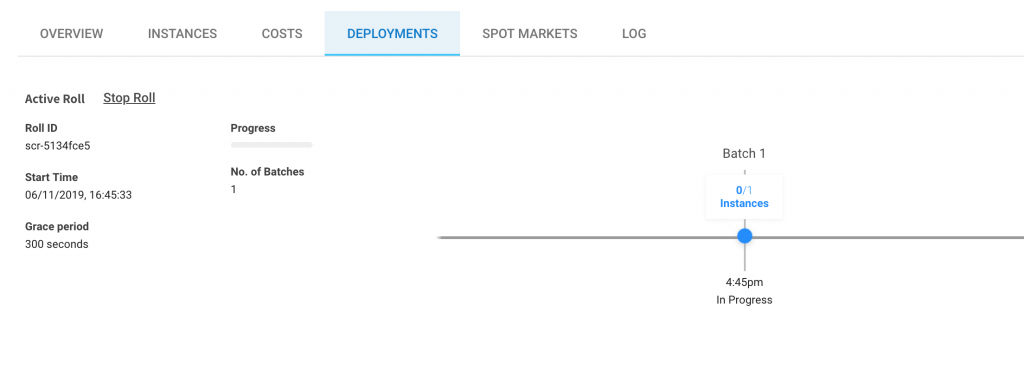 OVERVIEW INSTANCES COSTS DEPLOYMENTS SPOT MARKETS LOG
Active Roll Stop Roll
Roll ID
scr-5134fce5
Start Time
06/11/2019, 16:45:33
Grace period
300 seconds
Progress
No. of Batches
1
Batch 1
0/1
Instances
4:45pm
In Progress